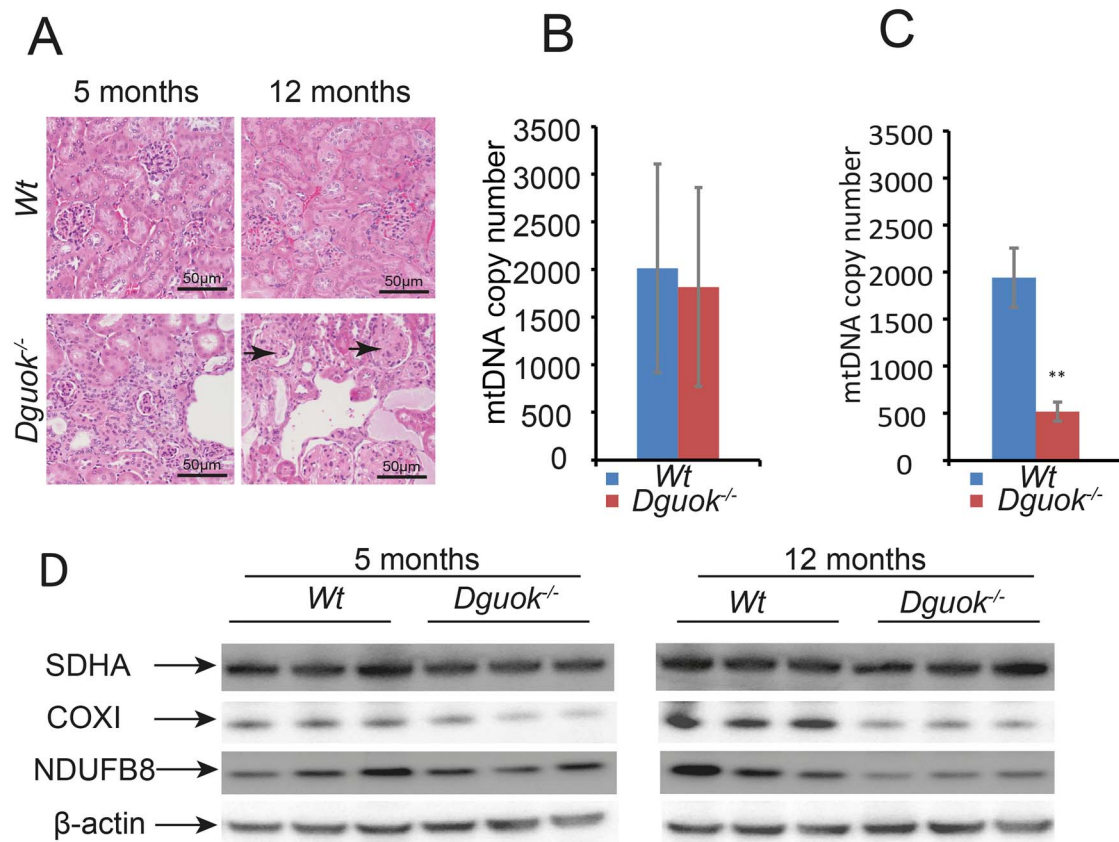 A
5 months 12 months
Wt
50µm 50µm
Dguok-/-
50µm 50µm
B
mtDNA copy number
3500
3000
2500
2000
1500
1000
500
0
Wt
Dguok-/-
C
mtDNA copy number
3500
3000
2500
2000
1500
1000
500
0
**
Wt
Dguok-/-
D
5 months 12 months
Wt Dguok-/- Wt Dguok-/-
SDHA
COXI
NDUFB8
β-actin